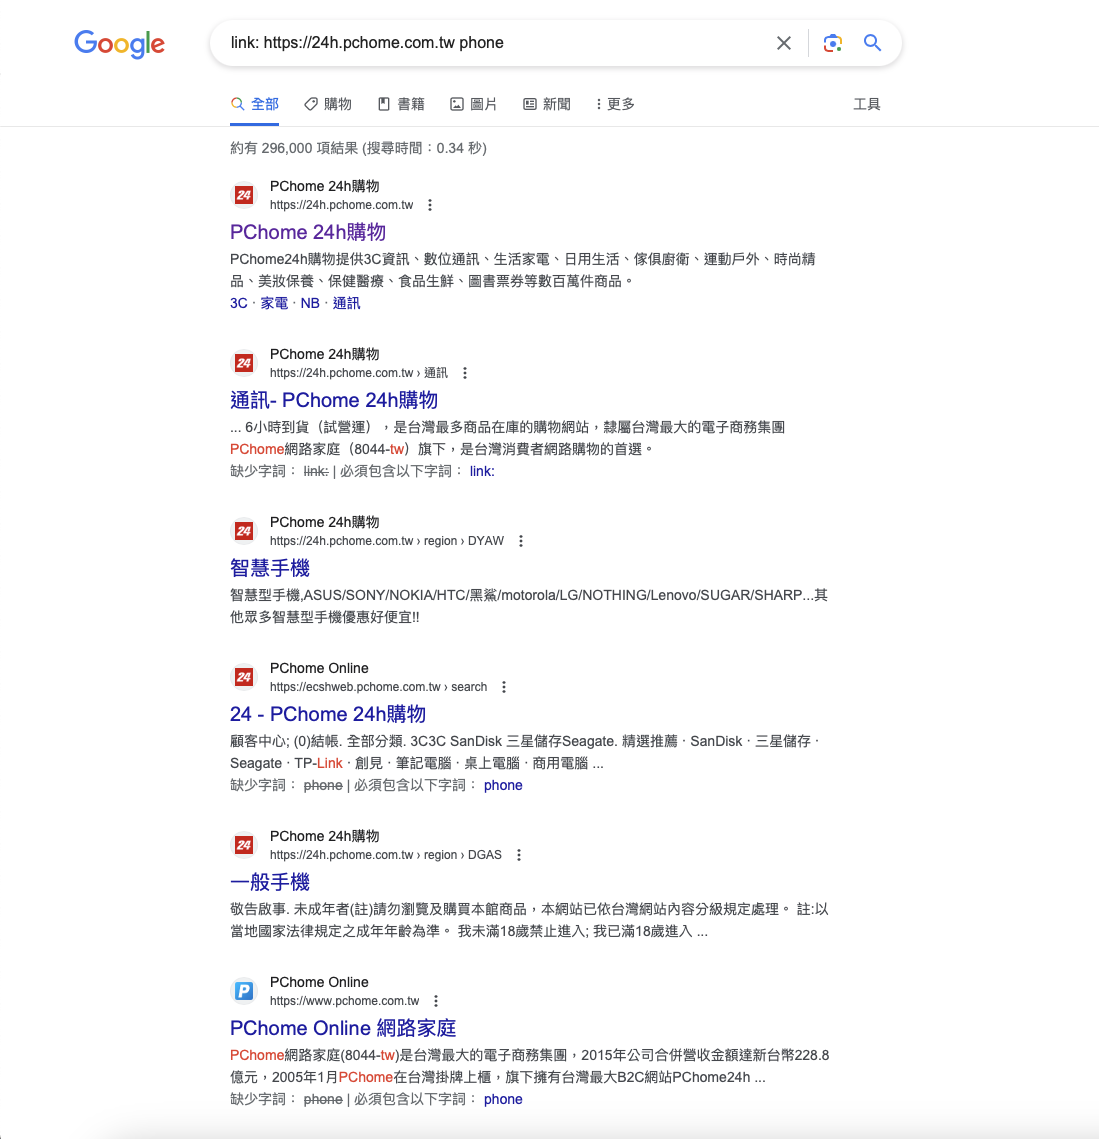 Google
link: https://24h.pchome.com.tw phone
全部 購物 書籍 圖片 新聞 更多 工具
約有 296,000 項結果 (搜尋時間：0.34 秒)
24
PChome 24h購物
https://24h.pchome.com.tw
PChome 24h購物
PChome24h購物提供3C資訊、數位通訊、生活家電、日用生活、傢俱廚衛、運動戶外、時尚精
品、美妝保養、保健醫療、食品生鮮、圖書票券等數百萬件商品。
3C · 家電 · NB · 通訊
24
PChome 24h購物
https://24h.pchome.com.tw › 通訊
通訊- PChome 24h購物
... 6小時到貨（試營運），是台灣最多商品在庫的購物網站，隸屬台灣最大的電子商務集團
PChome網路家庭（8044-tw）旗下，是台灣消費者網路購物的首選。
缺少字詞： link: | 必須包含以下字詞： link:
24
PChome 24h購物
https://24h.pchome.com.tw › region › DYAW
智慧手機
智慧型手機,ASUS/SONY/NOKIA/HTC/黑鯊/motorola/LG/NOTHING/Lenovo/SUGAR/SHARP...其
他眾多智慧型手機優惠好便宜!!
24
PChome Online
https://ecshweb.pchome.com.tw › search
24 - PChome 24h購物
顧客中心; (0)結帳. 全部分類. 3C3C SanDisk 三星儲存Seagate. 精選推薦 · SanDisk · 三星儲存 ·
Seagate · TP-Link · 創見 · 筆記電腦 · 桌上電腦 · 商用電腦 ...
缺少字詞： phone | 必須包含以下字詞： phone
24
PChome 24h購物
https://24h.pchome.com.tw › region › DGAS
一般手機
敬告啟事. 未成年者(註)請勿瀏覽及購買本館商品，本網站已依台灣網站內容分級規定處理。 註:以
當地國家法律規定之成年年齡為準。 我未滿18歲禁止進入; 我已滿18歲進入 ...
P
PChome Online
https://www.pchome.com.tw
PChome Online 網路家庭
PChome網路家庭(8044-tw)是台灣最大的電子商務集團，2015年公司合併營收金額達新台幣228.8
億元，2005年1月PChome在台灣掛牌上櫃，旗下擁有台灣最大B2C網站PChome24h ...
缺少字詞： phone | 必須包含以下字詞： phone